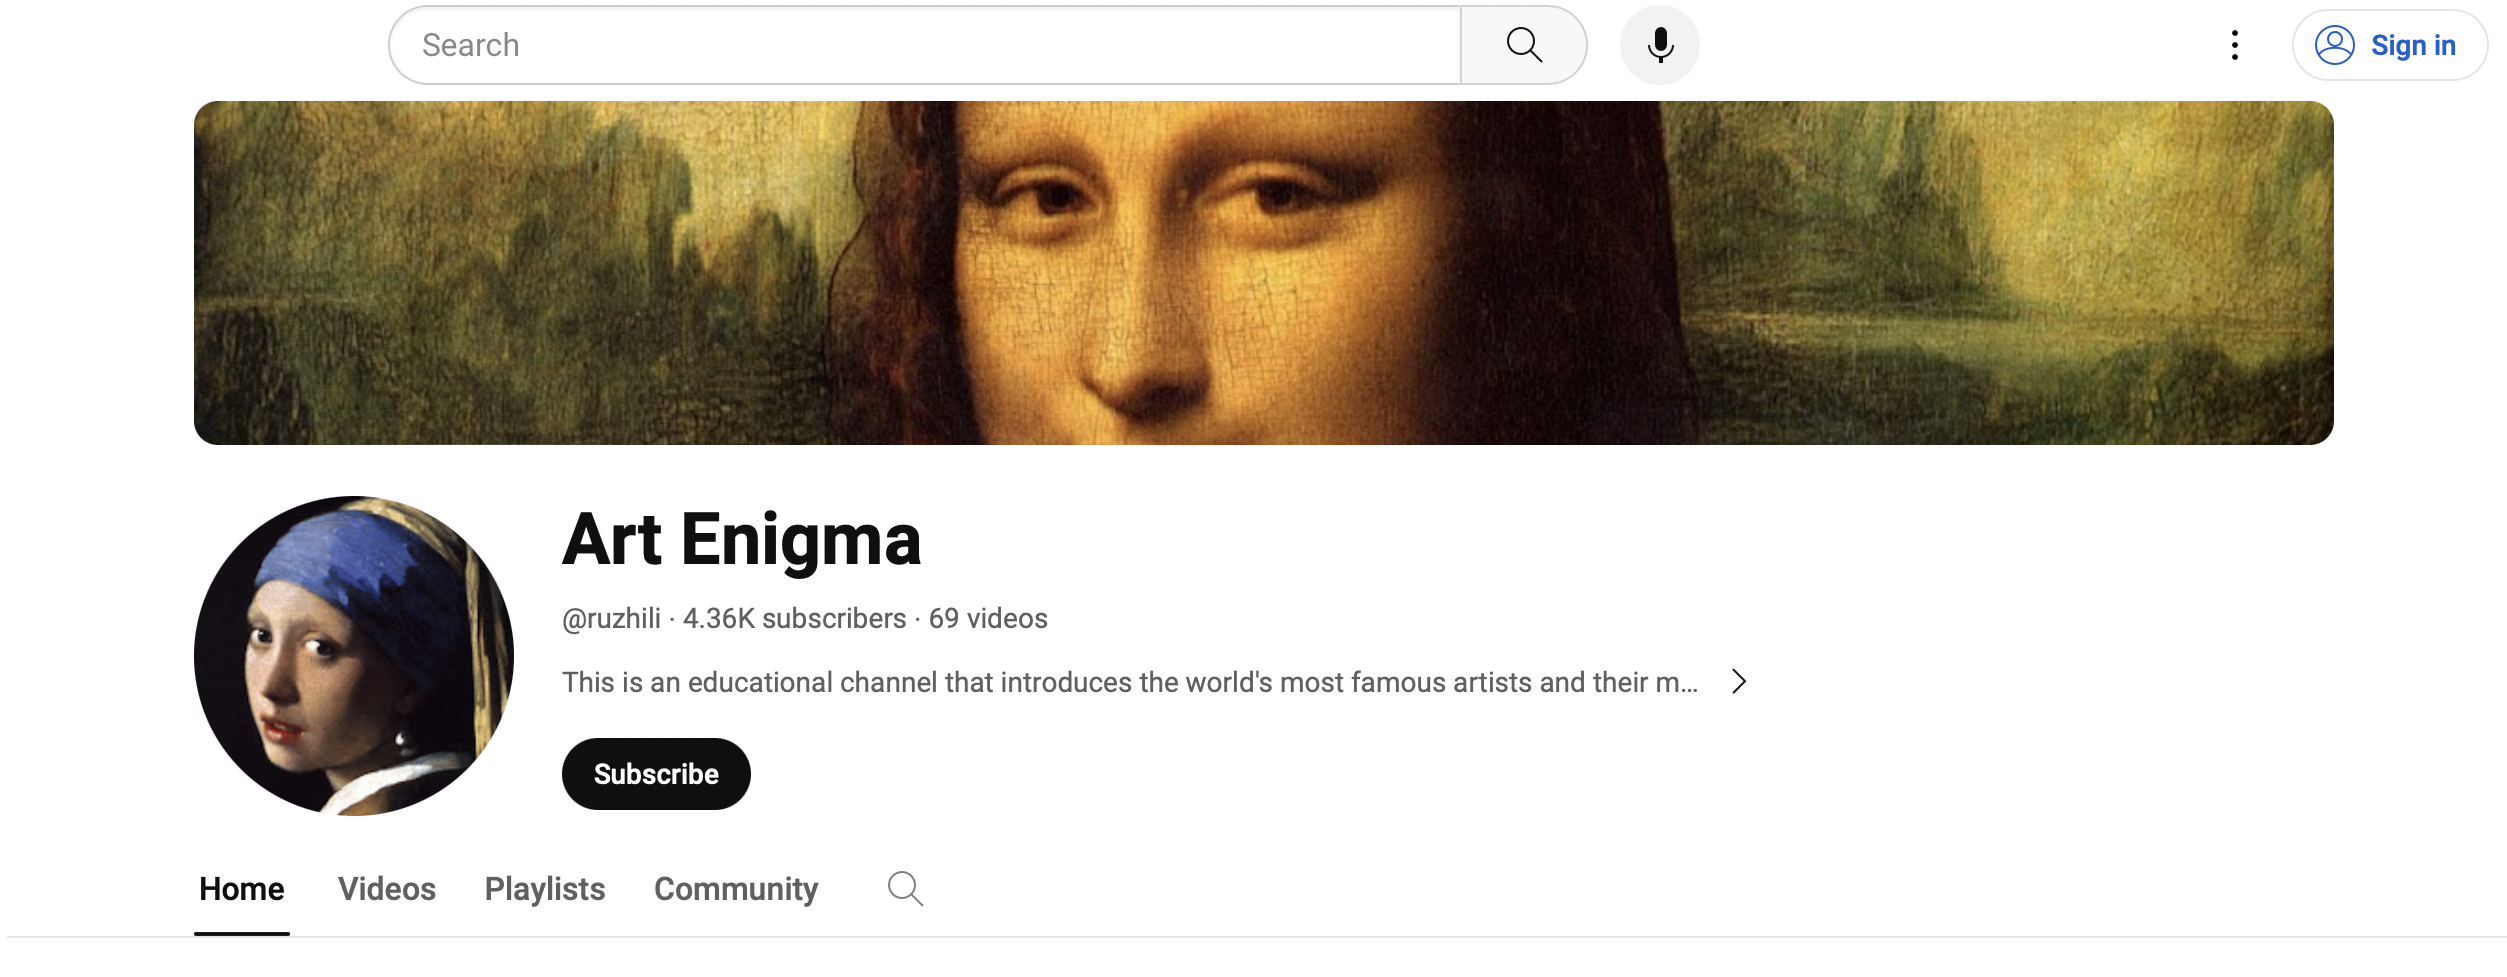 Search
Sign in
Art Enigma
@ruzhili · 4.36K subscribers · 69 videos
This is an educational channel that introduces the world's most famous artists and their m...
Subscribe
Home Videos Playlists Community